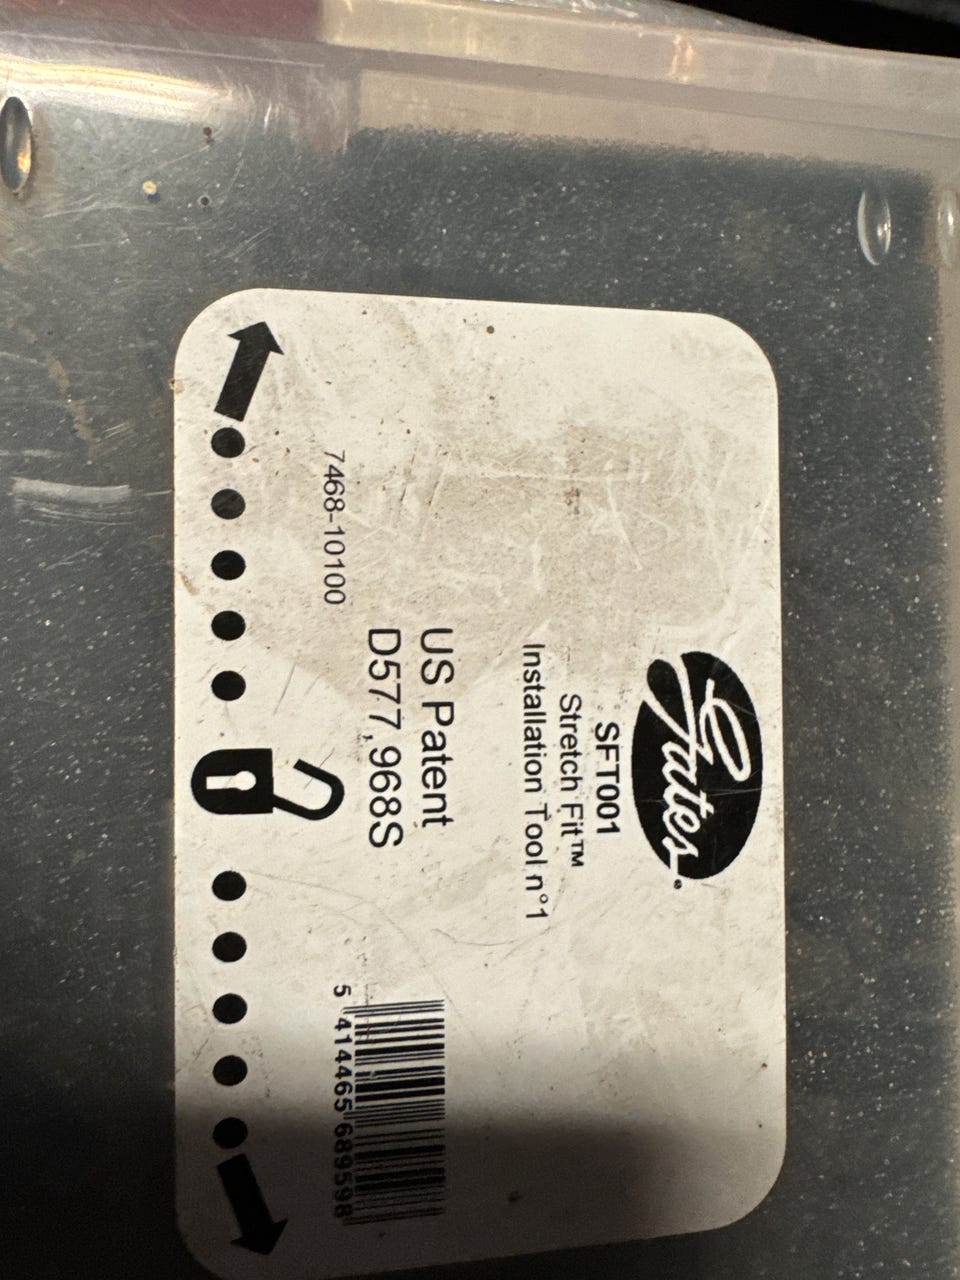 Gates
SFT001
Stretch Fit™
Installation Tool n°1
US Patent
D577,968S
7468-10100
5 414465 689598